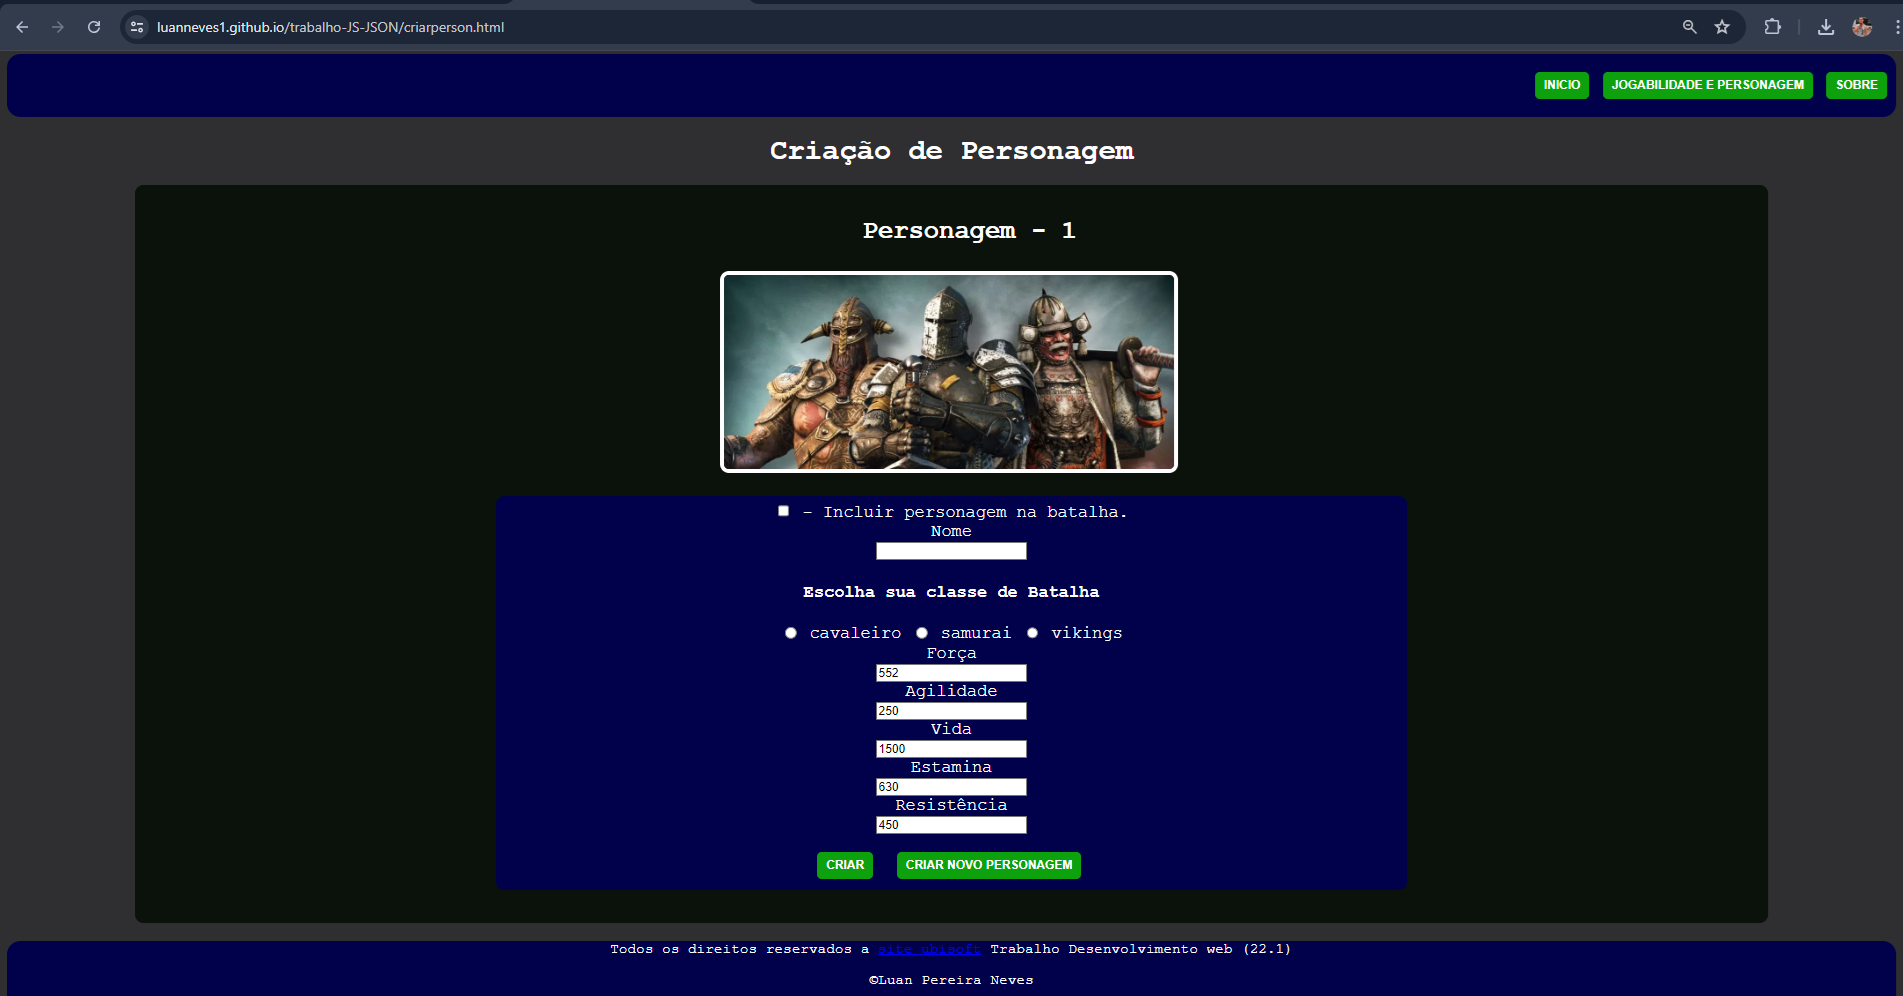 luanneves1.github.io/trabalho-JS-JSON/criarperson.html
INICIO JOGABILIDADE E PERSONAGEM SOBRE
Criação de Personagem
Personagem - 1
- Incluir personagem na batalha.
Nome
Escolha sua classe de Batalha
cavaleiro samurai vikings
Força
552
Agilidade
250
Vida
1500
Estamina
630
Resistência
450
CRIAR CRIAR NOVO PERSONAGEM
Todos os direitos reservados a site ubisoft Trabalho Desenvolvimento web (22.1)
©Luan Pereira Neves